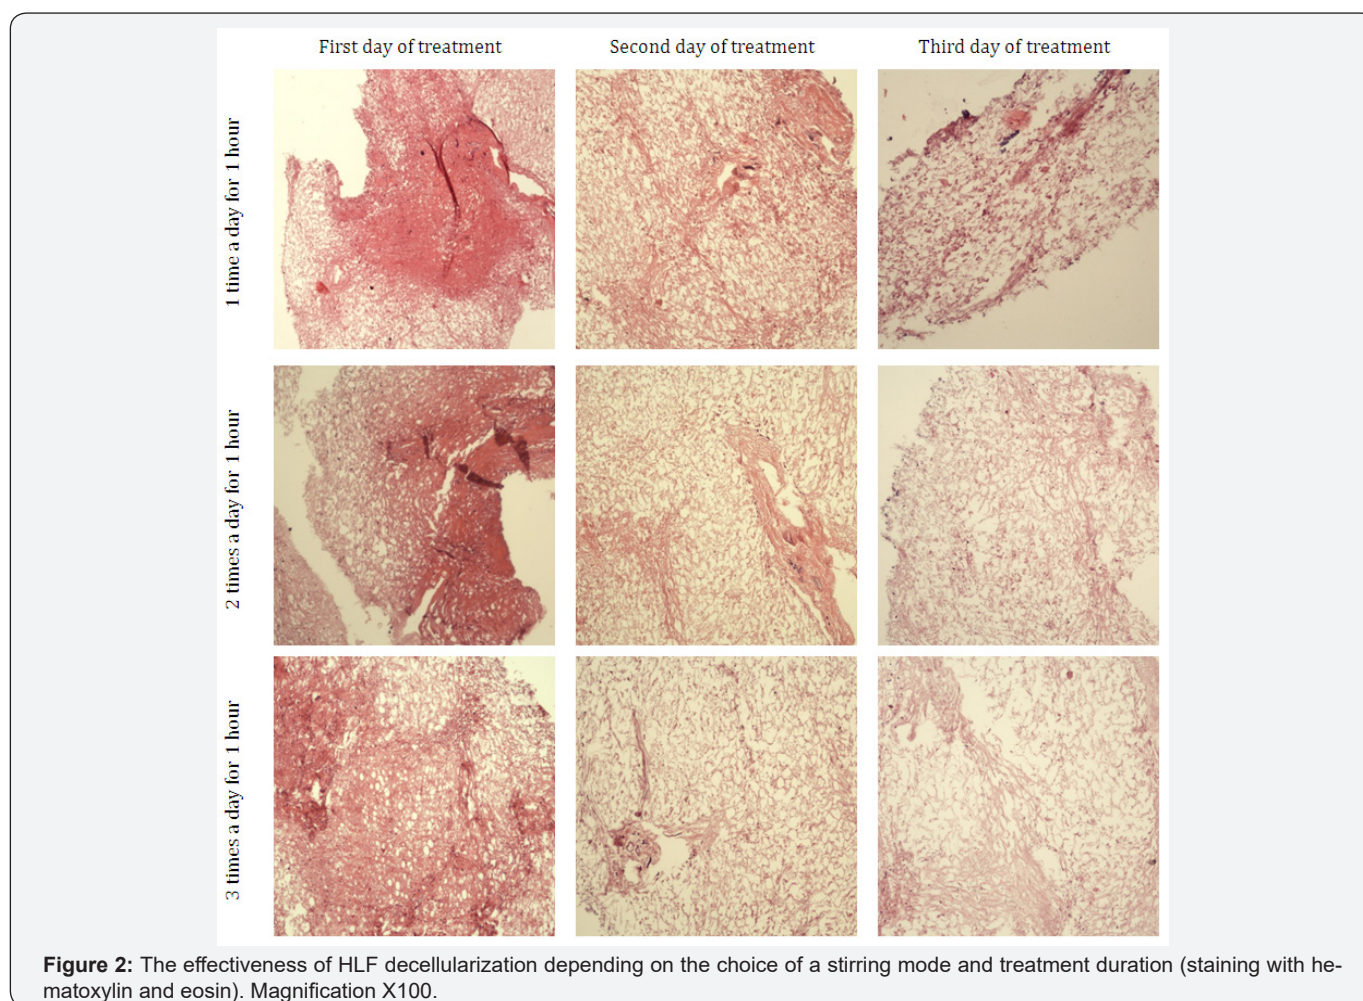 First day of treatment
Second day of treatment
Third day of treatment
1 time a day for 1 hour
2 times a day for 1 hour
3 times a day for 1 hour
Figure 2: The effectiveness of HLF decellularization depending on the choice of a stirring mode and treatment duration (staining with he-
matoxylin and eosin). Magnification X100.